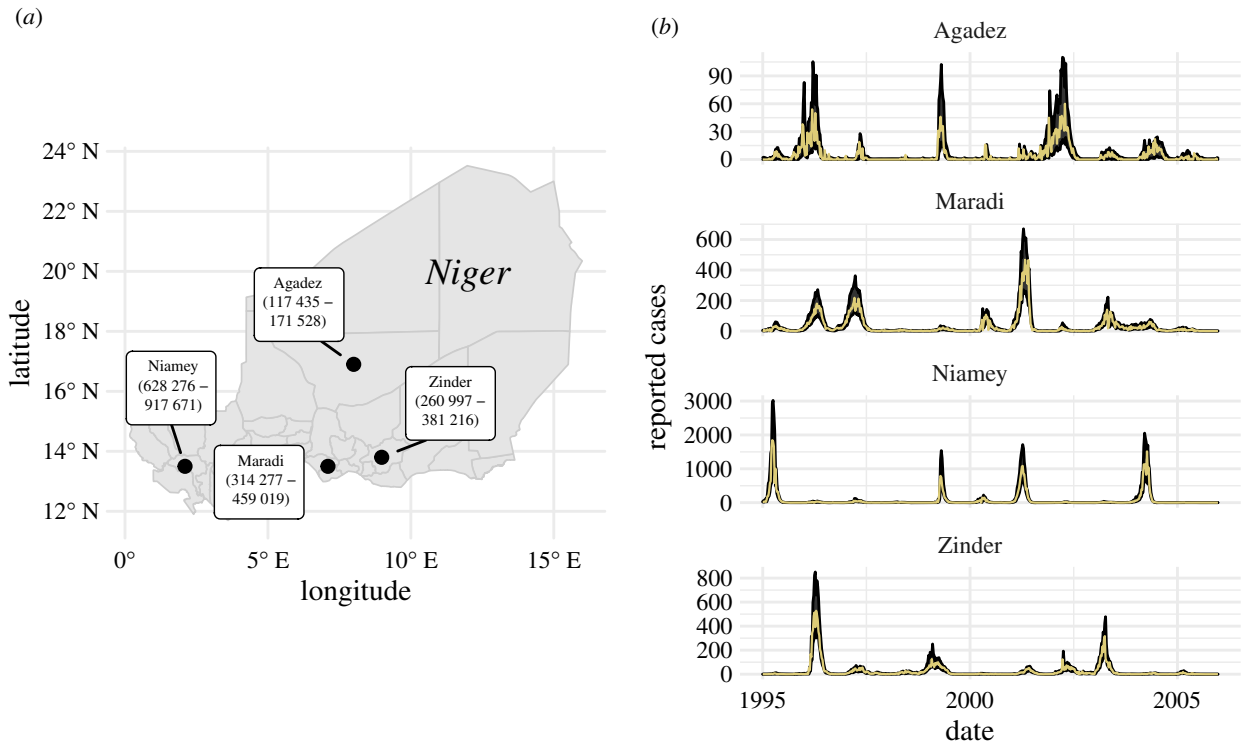 (a)
24° N
22° N
20° N
18° N
16° N
14° N
12° N
latitude
0°
5° E
10° E
15° E
longitude
Niger
Agadez
(117 435 –
171 528)
Niamey
(628 276 –
917 671)
Zinder
(260 997 –
381 216)
Maradi
(314 277 –
459 019)
(b)
reported cases
Agadez
90
60
30
0
Maradi
600
400
200
0
Niamey
3000
2000
1000
0
Zinder
800
600
400
200
0
1995
2000
2005
date